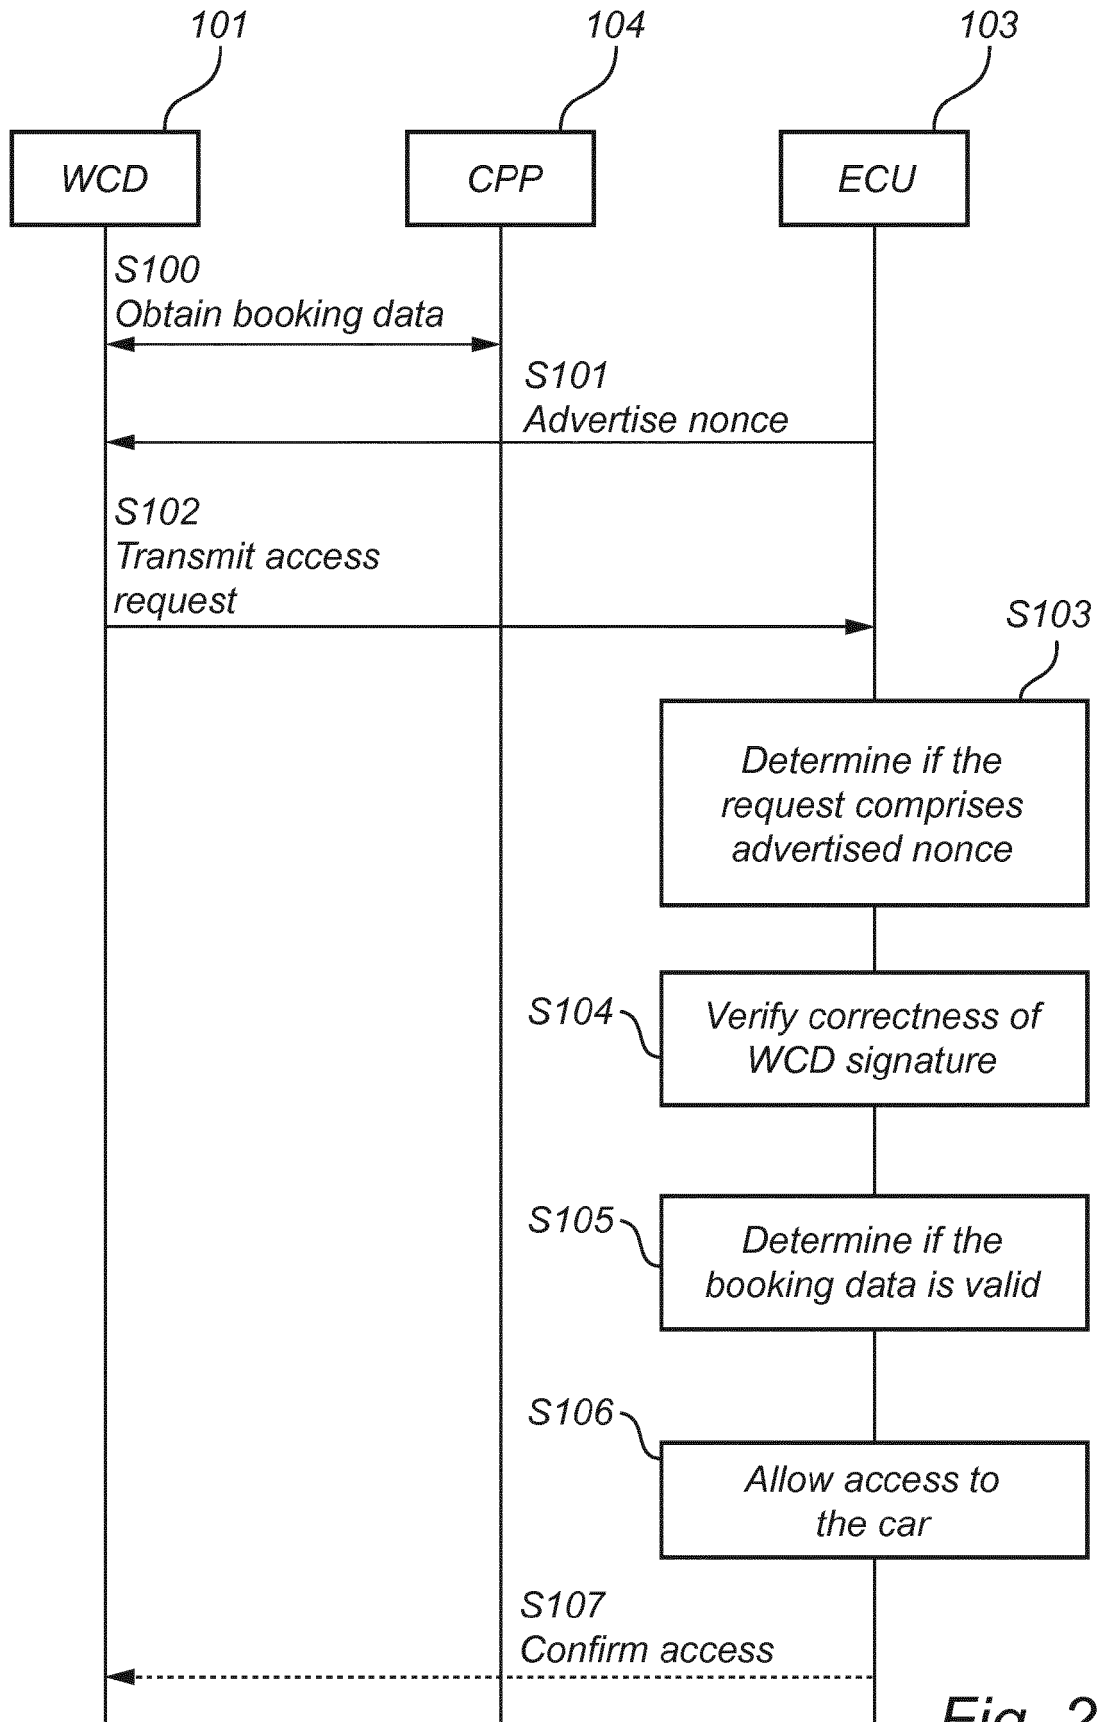 101
104
103
WCD
CPP
ECU
S100
Obtain booking data
S101
Advertise nonce
S102
Transmit access
request
S103
Determine if the
request comprises
advertised nonce
S104
Verify correctness of
WCD signature
S105
Determine if the
booking data is valid
S106
Allow access to
the car
S107
Confirm access
Fig. 2